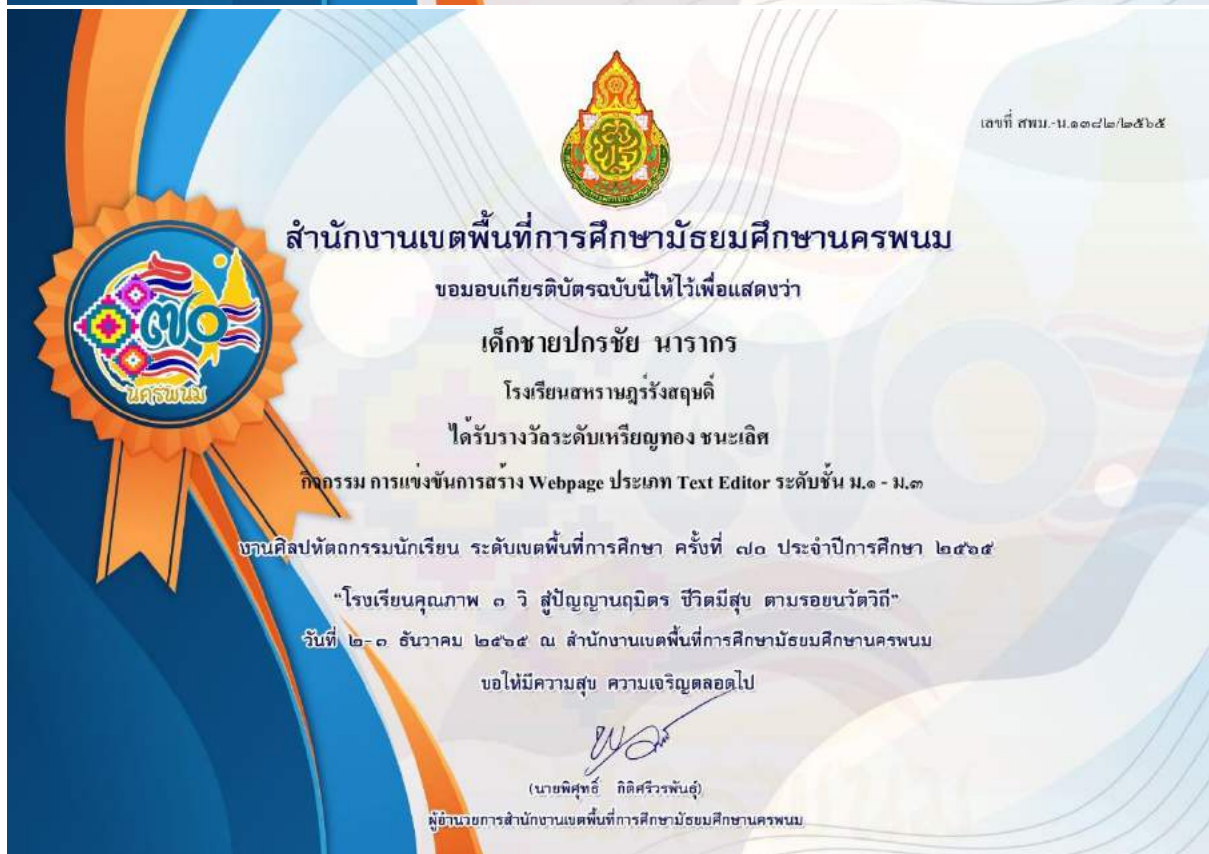 เลขที่ สพม.-น.๑๓๘๒/๒๕๖๕
สำนักงานเขตพื้นที่การศึกษามัธยมศึกษานครพนม
ขอมอบเกียรติบัตรฉบับนี้ให้ไว้เพื่อแสดงว่า
เด็กชายปกรชัย นารากร
โรงเรียนสหราษฎร์รังสฤษดิ์
ได้รับรางวัลระดับเหรียญทอง ชนะเลิศ
กิจกรรม การแข่งขันการสร้าง Webpage ประเภท Text Editor ระดับชั้น ม.๑ - ม.๓
งานศิลปหัตถกรรมนักเรียน ระดับเขตพื้นที่การศึกษา ครั้งที่ ๗๐ ประจำปีการศึกษา ๒๕๖๕
“โรงเรียนคุณภาพ ๓ วิ สู่ปัญญานฤมิตร ชีวิตมีสุข ตามรอยนวัตวิถี”
วันที่ ๒-๓ ธันวาคม ๒๕๖๕ ณ สำนักงานเขตพื้นที่การศึกษามัธยมศึกษานครพนม
ขอให้มีความสุข ความเจริญตลอดไป
(นายพิศุทธิ์ กิติศรีวรพันธุ์)
ผู้อำนวยการสำนักงานเขตพื้นที่การศึกษามัธยมศึกษานครพนม
๗๐
นครพนม